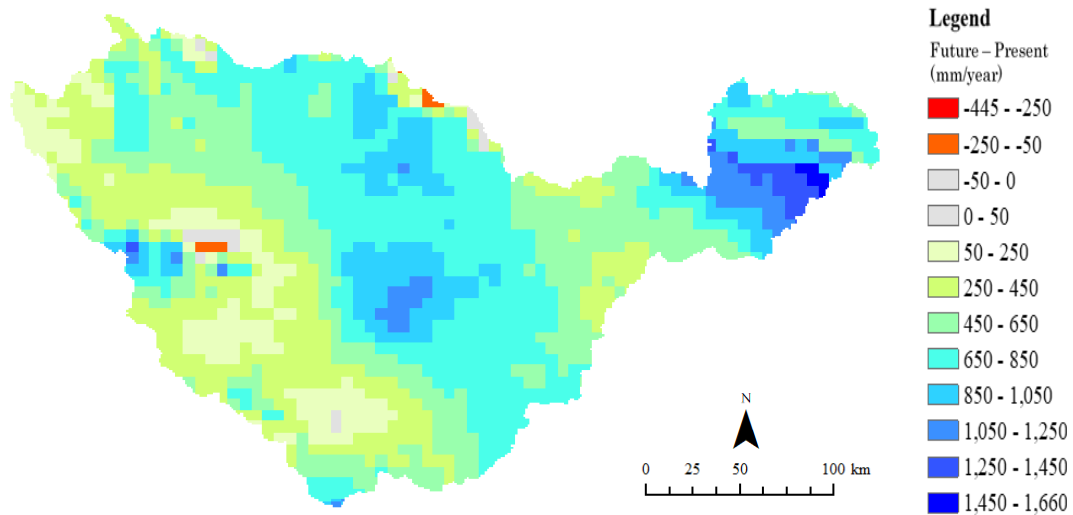 Legend
Future – Present
(mm/year)
-445 - -250
-250 - -50
-50 - 0
0 - 50
50 - 250
250 - 450
450 - 650
650 - 850
850 - 1,050
1,050 - 1,250
1,250 - 1,450
1,450 - 1,660
N
0 25 50 100 km